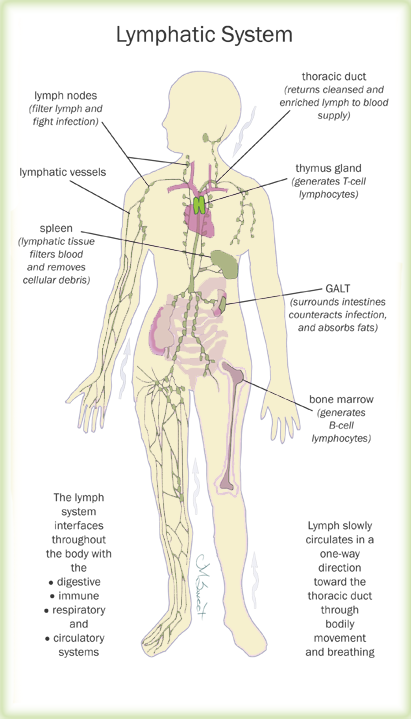 Lymphatic System
thoracic duct
(returns cleansed and
enriched lymph to blood
supply)
lymph nodes
(filter lymph and
fight infection)
lymphatic vessels
thymus gland
(generates T-cell
lymphocytes)
spleen
(lymphatic tissue
filters blood
and removes
cellular debris)
GALT
(surrounds intestines
counteracts infection,
and absorbs fats)
bone marrow
(generates
B-cell
lymphocytes)
The lymph
system
interfaces
throughout
the body with
the
• digestive
• immune
• respiratory
and
• circulatory
systems
Lymph slowly
circulates in a
one-way
direction
toward the
thoracic duct
through
bodily
movement
and breathing